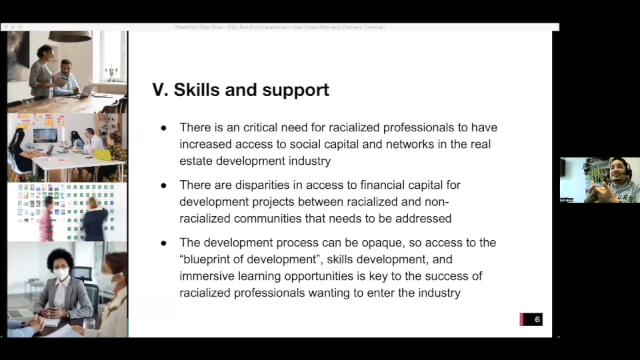 V. Skills and support
● There is an critical need for racialized professionals to have
increased access to social capital and networks in the real
estate development industry
● There are disparities in access to financial capital for
development projects between racialized and non-
racialized communities that needs to be addressed
● The development process can be opaque, so access to the
“blueprint of development”, skills development, and
immersive learning opportunities is key to the success of
racialized professionals wanting to enter the industry
6